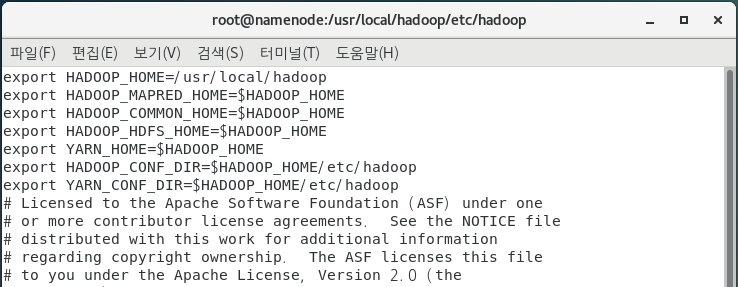 root@namenode:/usr/local/hadoop/etc/hadoop
파일(F) 편집(E) 보기(V) 검색(S) 터미널(T) 도움말(H)
export HADOOP_HOME=/usr/local/hadoop
export HADOOP_MAPRED_HOME=$HADOOP_HOME
export HADOOP_COMMON_HOME=$HADOOP_HOME
export HADOOP_HDFS_HOME=$HADOOP_HOME
export YARN_HOME=$HADOOP_HOME
export HADOOP_CONF_DIR=$HADOOP_HOME/etc/hadoop
export YARN_CONF_DIR=$HADOOP_HOME/etc/hadoop
# Licensed to the Apache Software Foundation (ASF) under one
# or more contributor license agreements.  See the NOTICE file
# distributed with this work for additional information
# regarding copyright ownership.  The ASF licenses this file
# to you under the Apache License, Version 2.0 (the